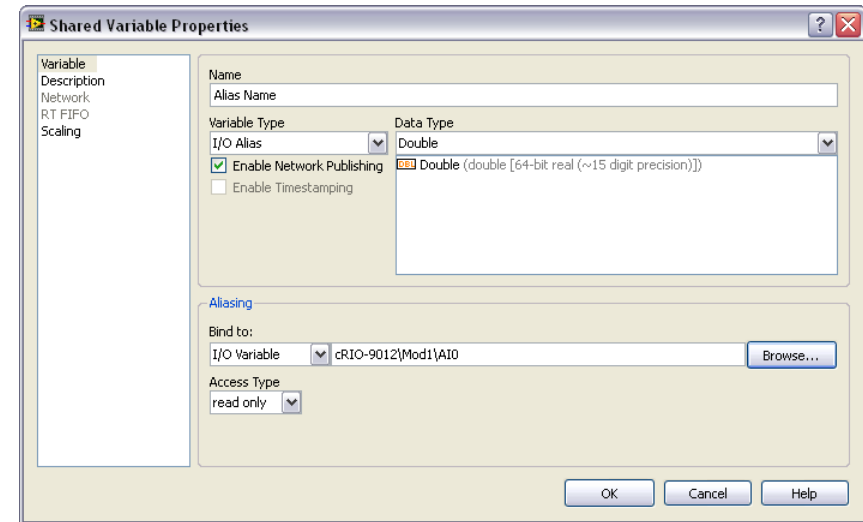 Shared Variable Properties
Variable
Description
Network
RT FIFO
Scaling
Name
Alias Name
Variable Type
Data Type
I/O Alias
Double
Enable Network Publishing
DBL Double (double [64-bit real (~15 digit precision)])
Enable Timestamping
Aliasing
Bind to:
I/O Variable
cRIO-9012\Mod1\AI0
Browse...
Access Type
read only
OK
Cancel
Help